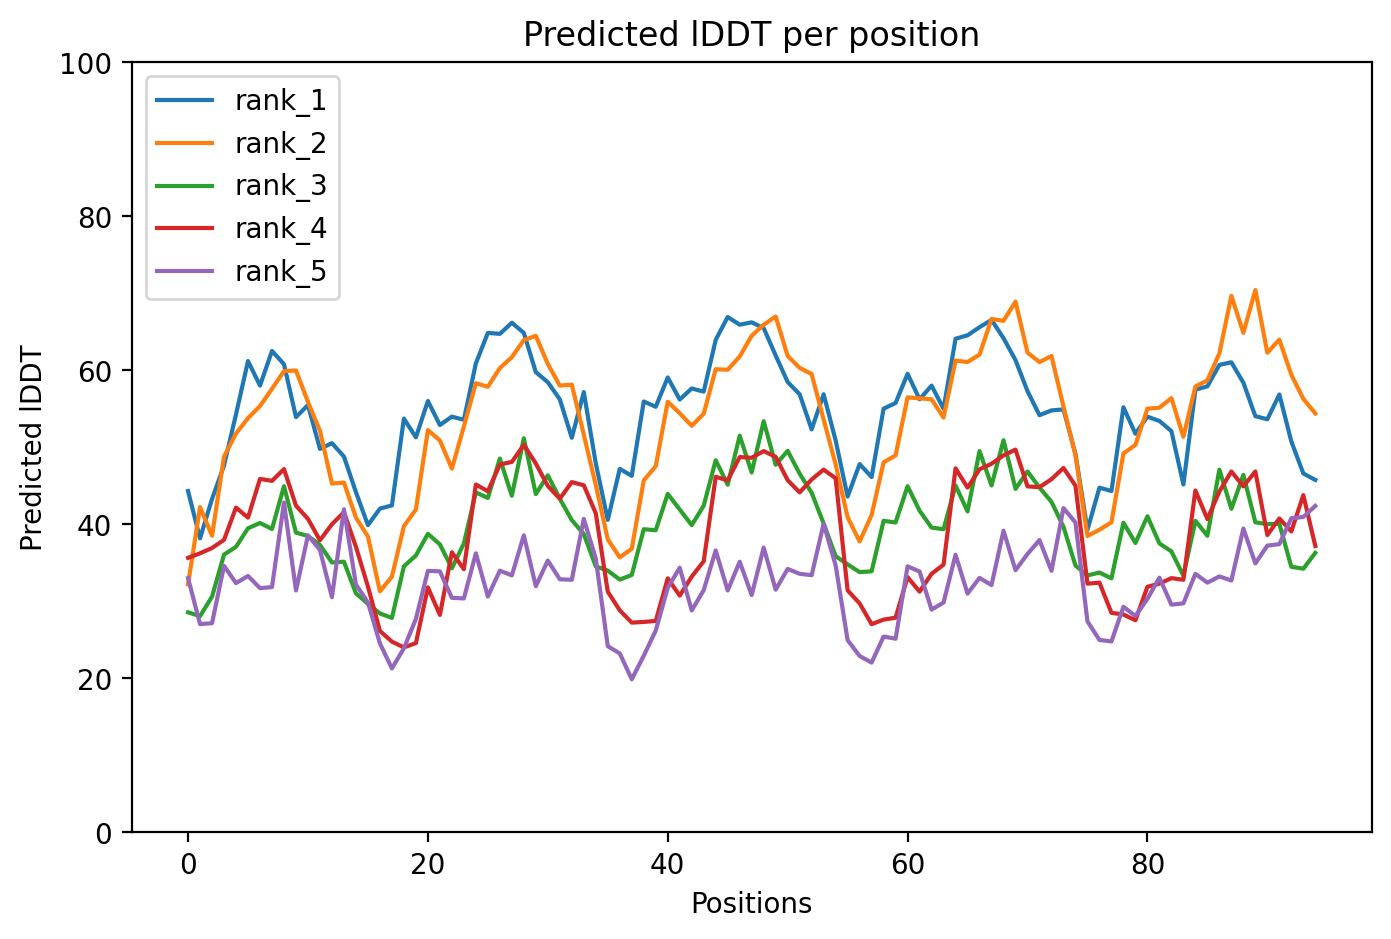 Predicted lDDT per position
100
80
60
40
20
0
Predicted lDDT
rank_1
rank_2
rank_3
rank_4
rank_5
0 20 40 60 80
Positions